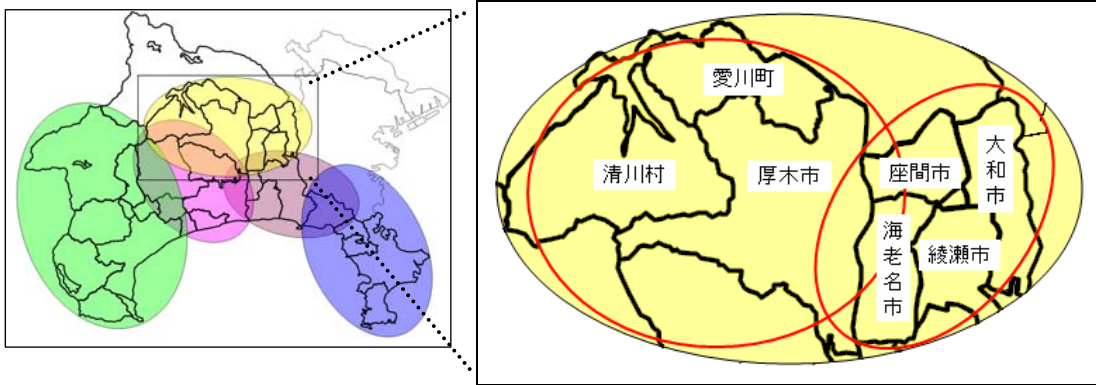 愛川町
清川村
厚木市
座間市
大和市
海老名市
綾瀬市